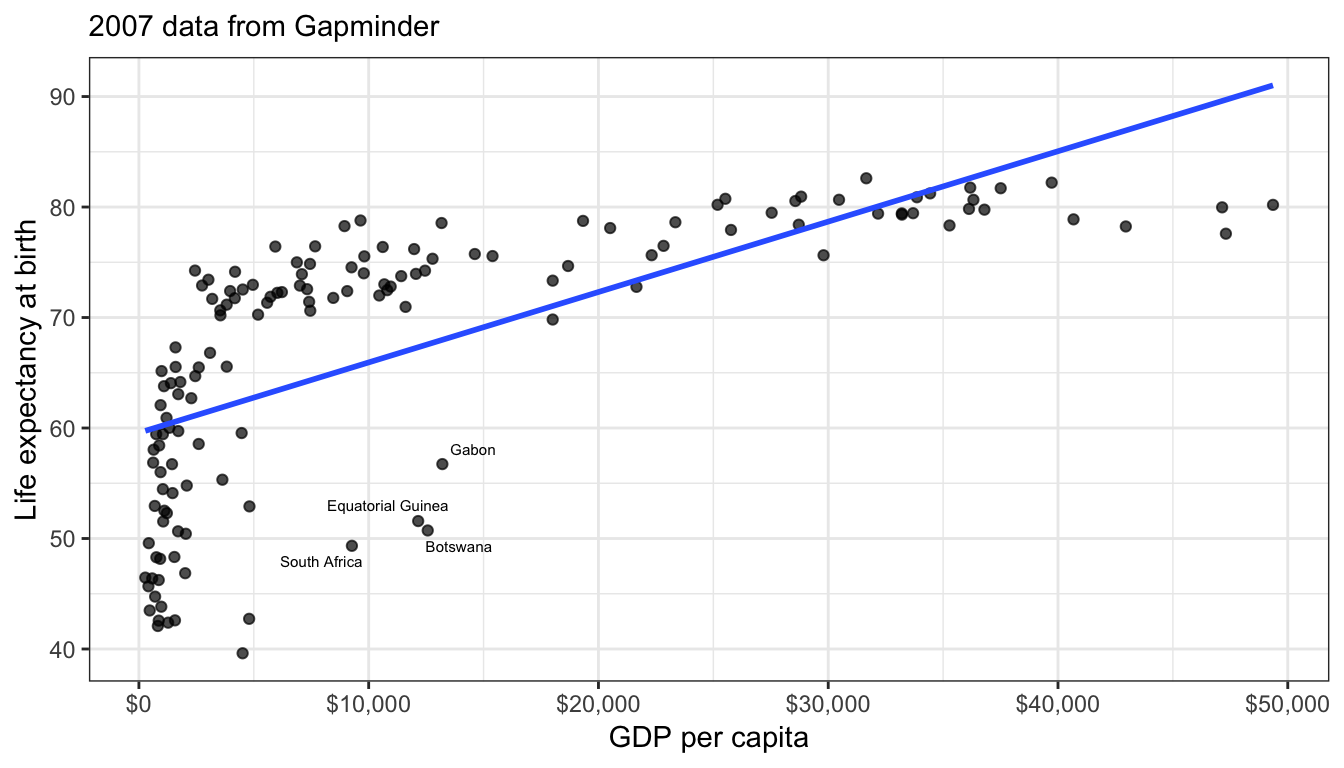 2007 data from Gapminder
Life expectancy at birth
90
80
70
60
50
40
Gabon
Equatorial Guinea
Botswana
South Africa
$0
$10,000
$20,000
$30,000
$40,000
$50,000
GDP per capita